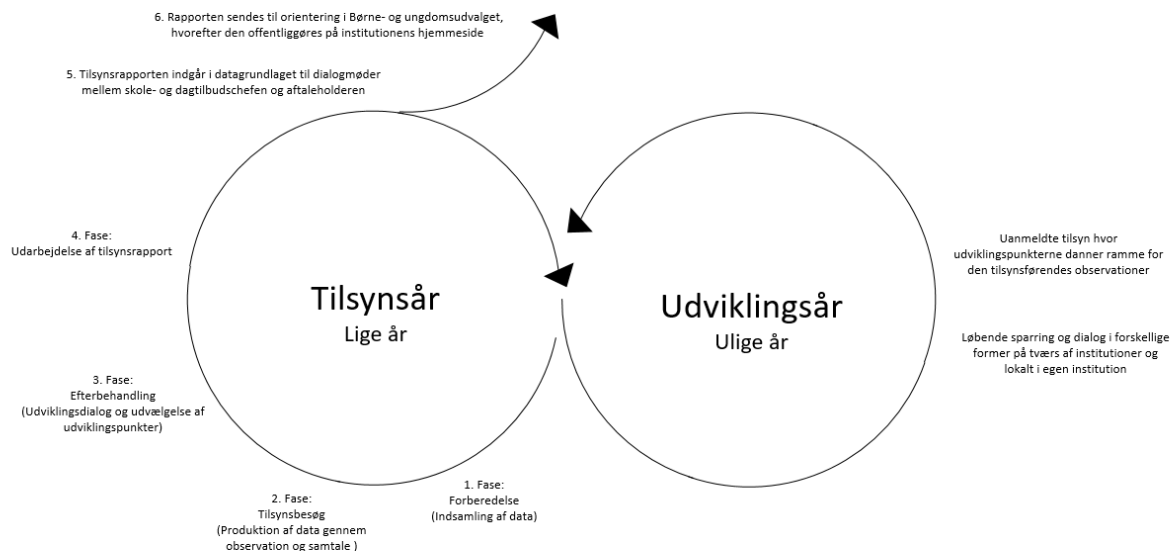 6. Rapporten sendes til orientering i Børne- og ungdomsudvalget,
hvorefter den offentliggøres på institutionens hjemmeside
5. Tilsynsrapporten indgår i datagrundlaget til dialogmøder
mellem skole- og dagtilbudschefen og aftaleholderen
4. Fase:
Udarbejdelse af tilsynsrapport
3. Fase:
Efterbehandling
(Udviklingsdialog og udvælgelse af
udviklingspunkter)
2. Fase:
Tilsynsbesøg
(Produktion af data gennem
observation og samtale )
1. Fase:
Forberedelse
(Indsamling af data)
Tilsynsår
Lige år
Udviklingsår
Ulige år
Uanmeldte tilsyn hvor
udviklingspunkterne danner ramme for
den tilsynsførendes observationer
Løbende sparring og dialog i forskellige
former på tværs af institutioner og
lokalt i egen institution